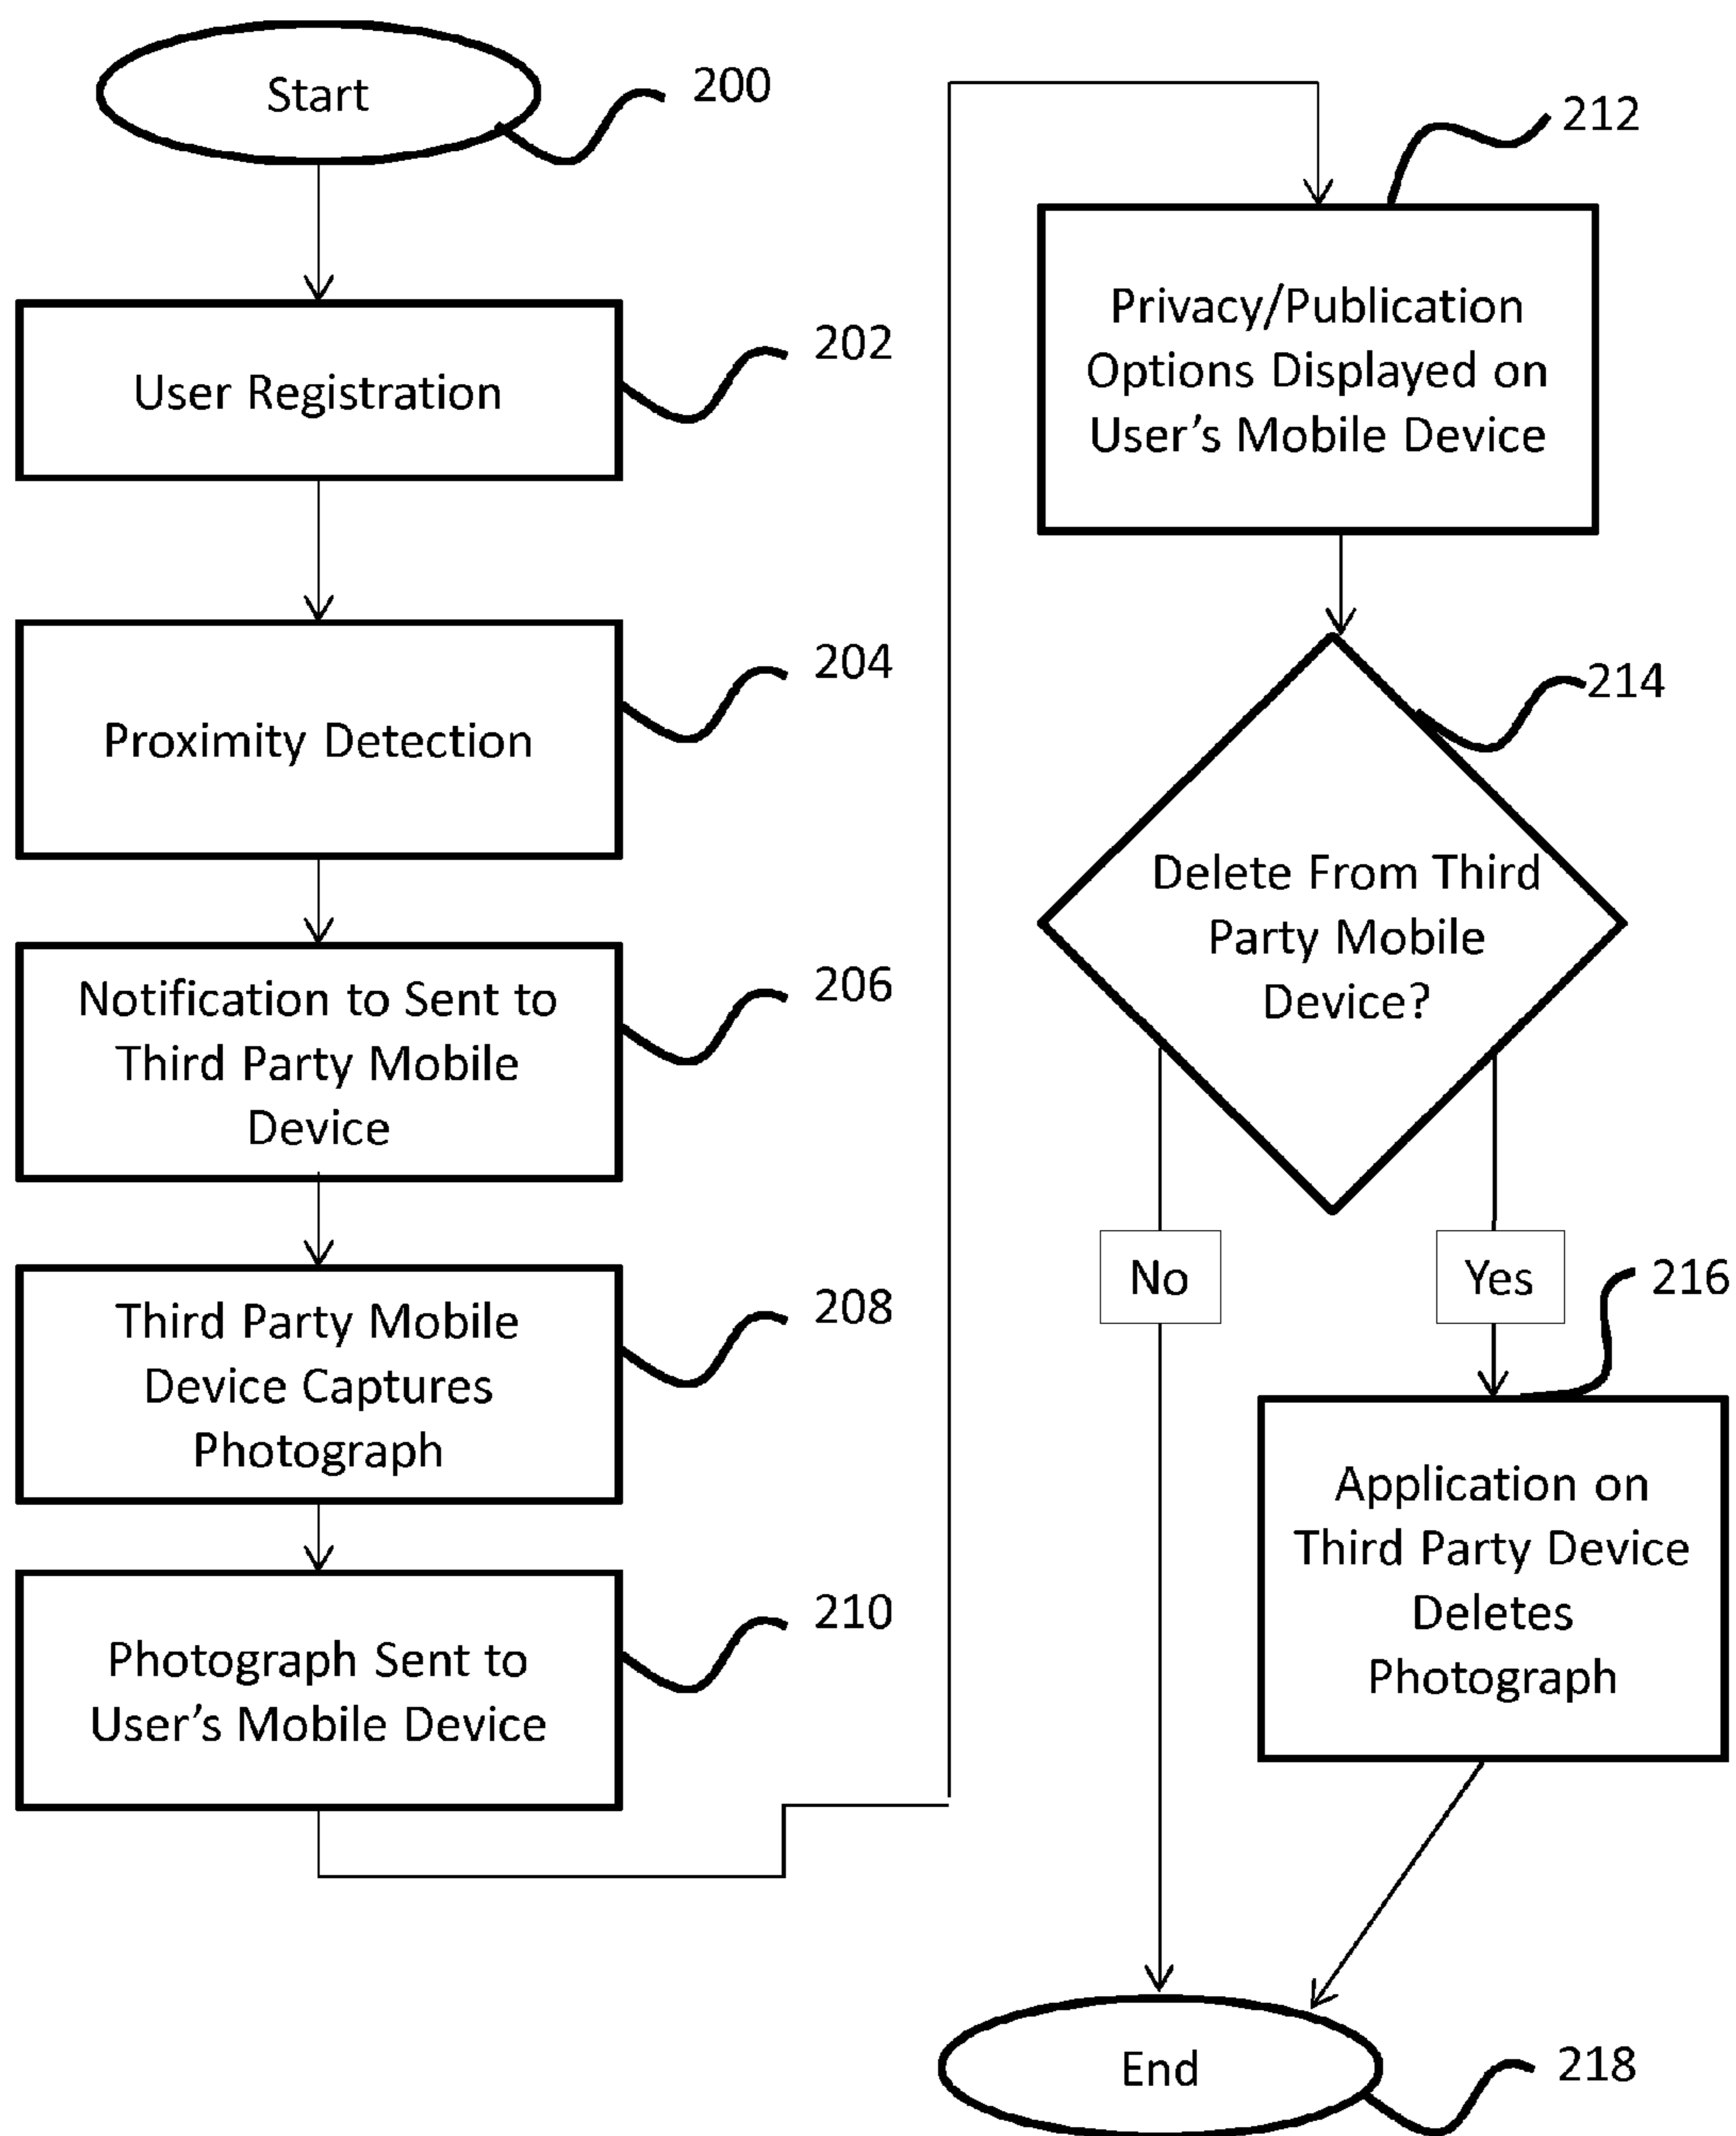 Start
200
User Registration
202
Proximity Detection
204
Notification to Sent to
Third Party Mobile
Device
206
Third Party Mobile
Device Captures
Photograph
208
Photograph Sent to
User’s Mobile Device
210
212
Privacy/Publication
Options Displayed on
User’s Mobile Device
214
Delete From Third
Party Mobile
Device?
No
Yes
216
Application on
Third Party Device
Deletes
Photograph
End
218